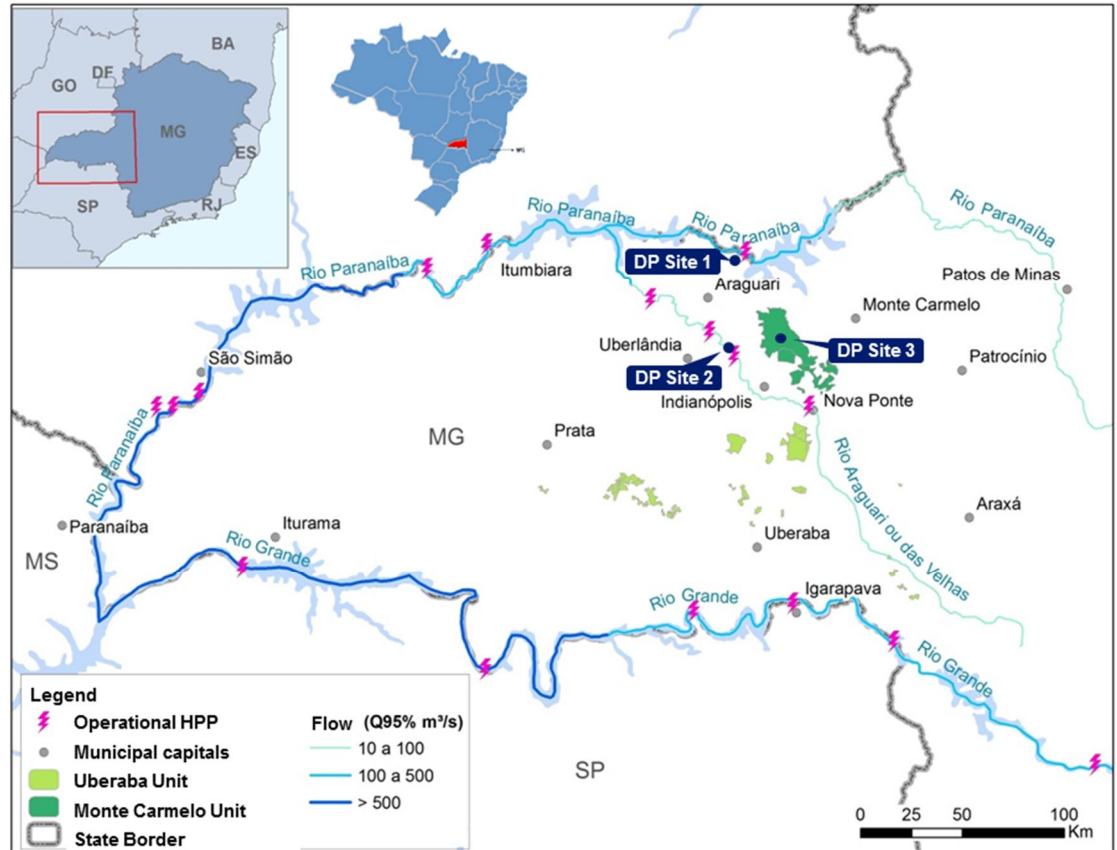 BA
DF
GO
MG
ES
SP
RJ
Rio Paranaíba
Rio Paranaíba
Rio Paranaíba
Rio Paranaíba
DP Site 1
Itumbiara
Patos de Minas
Araguari
Monte Carmelo
São Simão
Uberlândia
DP Site 3
Patrocínio
DP Site 2
Indianópolis
Nova Ponte
Rio Paranaíba
MG
Prata
Rio Araguari ou das Velhas
Araxá
Paranaíba
Iturama
Uberaba
MS
Rio Grande
Rio Grande
Igarapava
Rio Grande
SP
Legend
Operational HPP
Municipal capitals
Uberaba Unit
Monte Carmelo Unit
State Border
Flow (Q95% m³/s)
10 a 100
100 a 500
> 500
0 25 50 100
Km